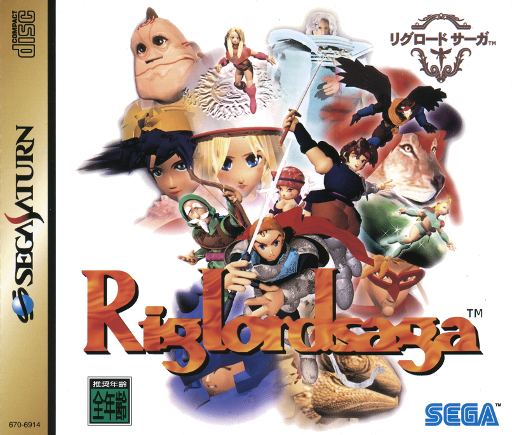 COMPACT
DISC
リグロード サーガ™
SEGA SATURN
Riglordsaga™
推奨年齢
全年齢
670-6914
SEGA™